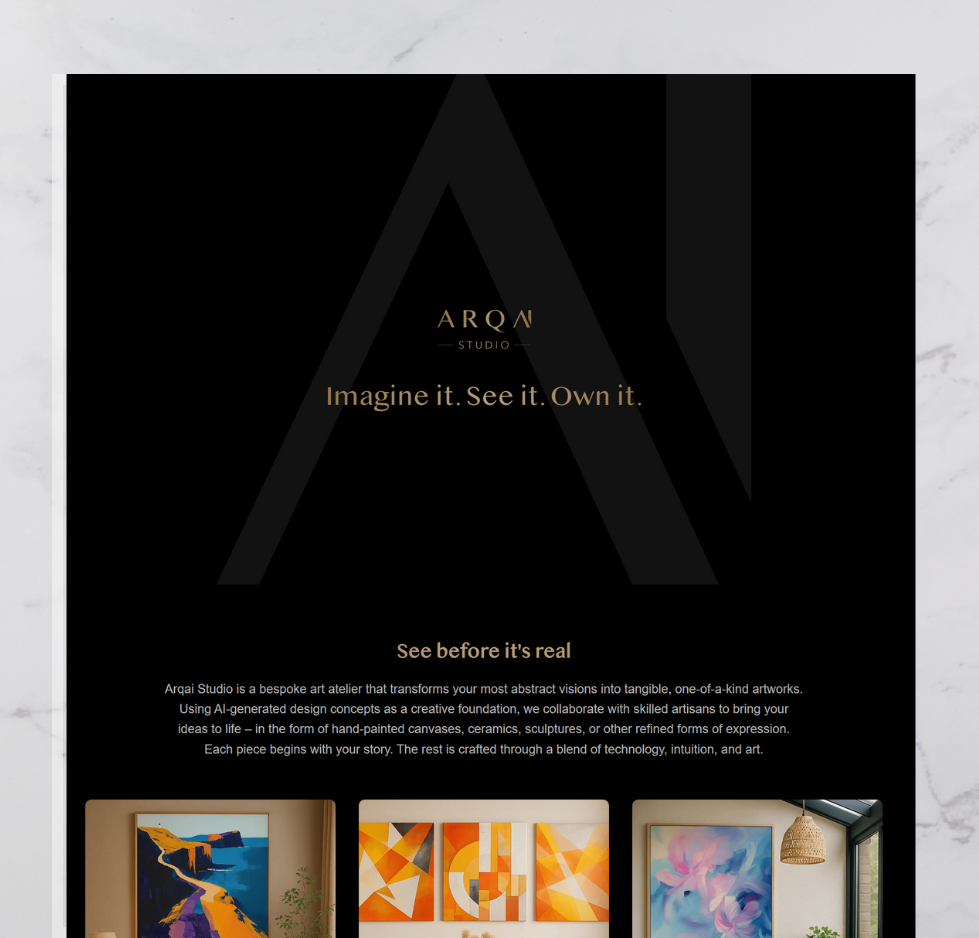 ARQAI
STUDIO
Imagine it. See it. Own it.
See before it's real
Arqai Studio is a bespoke art atelier that transforms your most abstract visions into tangible, one-of-a-kind artworks.
Using AI-generated design concepts as a creative foundation, we collaborate with skilled artisans to bring your
ideas to life – in the form of hand-painted canvases, ceramics, sculptures, or other refined forms of expression.
Each piece begins with your story. The rest is crafted through a blend of technology, intuition, and art.